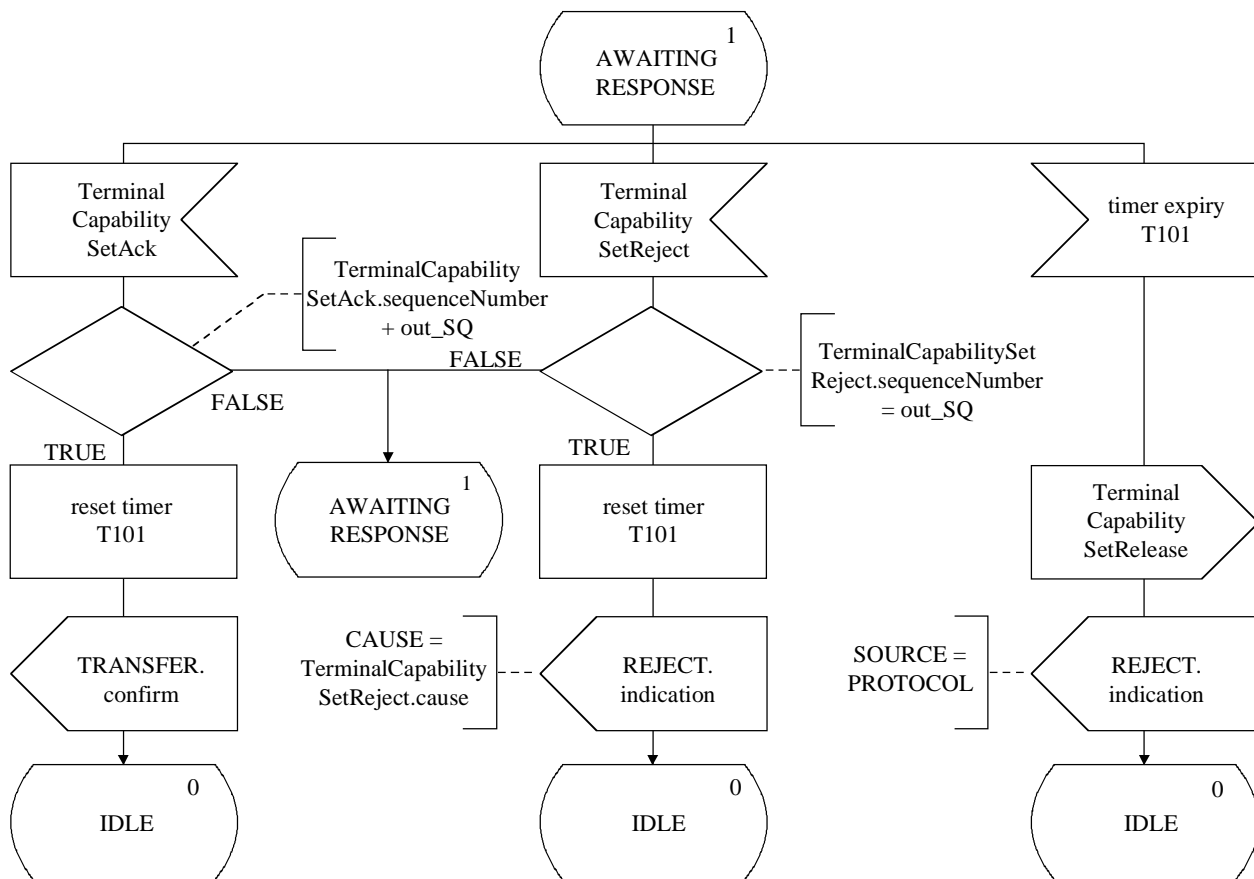 1
AWAITING
RESPONSE
Terminal
Capability
SetAck
Terminal
Capability
SetReject
timer expiry
T101
TerminalCapability
SetAck.sequenceNumber
+ out_SQ
TerminalCapabilitySet
Reject.sequenceNumber
= out_SQ
FALSE
FALSE
TRUE
TRUE
reset timer
T101
1
AWAITING
RESPONSE
reset timer
T101
Terminal
Capability
SetRelease
TRANSFER.
confirm
CAUSE =
TerminalCapability
SetReject.cause
REJECT.
indication
SOURCE =
PROTOCOL
REJECT.
indication
0
IDLE
0
IDLE
0
IDLE